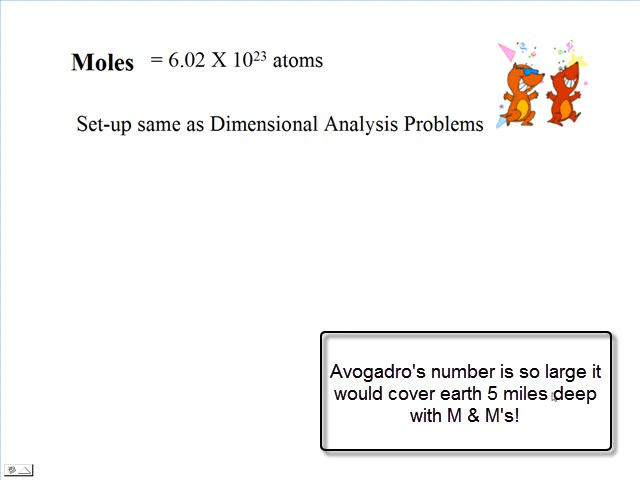 Moles = 6.02 X 10²³ atoms
Set-up same as Dimensional Analysis Problems
Avogadro's number is so large it
would cover earth 5 miles deep
with M & M's!